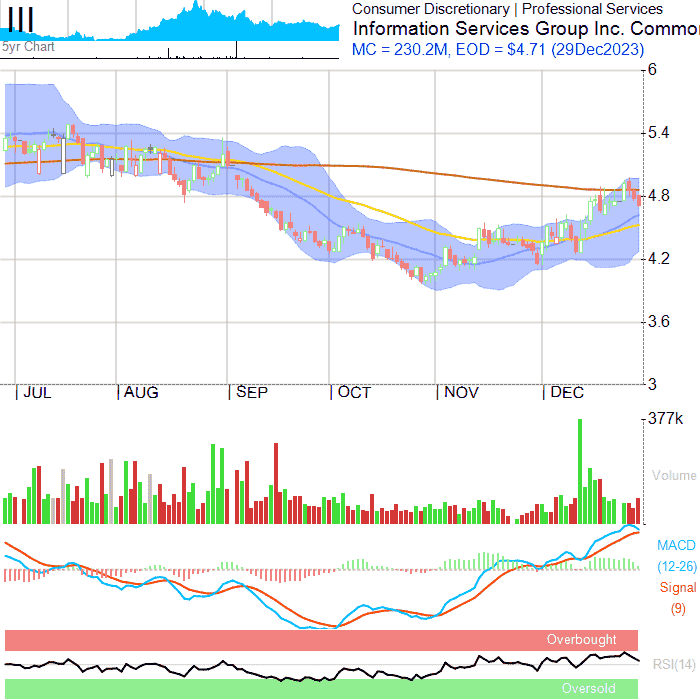 III
5yr Chart
Consumer Discretionary | Professional Services
Information Services Group Inc. Common
MC = 230.2M, EOD = $4.71 (29Dec2023)
6
5.4
4.8
4.2
3.6
3
JUL AUG SEP OCT NOV DEC
377k
Volume
MACD
(12-26)
Signal
(9)
Overbought
RSI(14)
Oversold